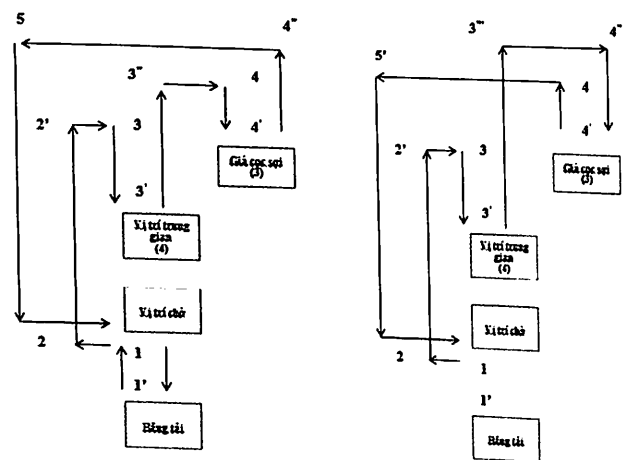 5
4'''
3'''
4
2'
3
4'
Giá cọc sợi
(3)
3'
Vị trí trung
gian
(4)
Vị trí chờ
2
1
1'
Băng tải
3'''
4''
5'
4
2'
3
4'
Giá cọc sợi
(3)
3'
Vị trí trung
gian
(4)
Vị trí chờ
2
1
1'
Băng tải